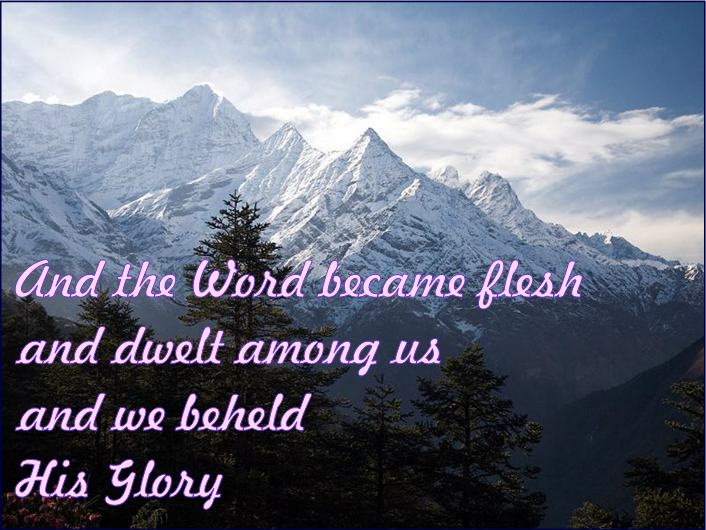 And the Word became flesh
and dwelt among us
and we beheld
His Glory